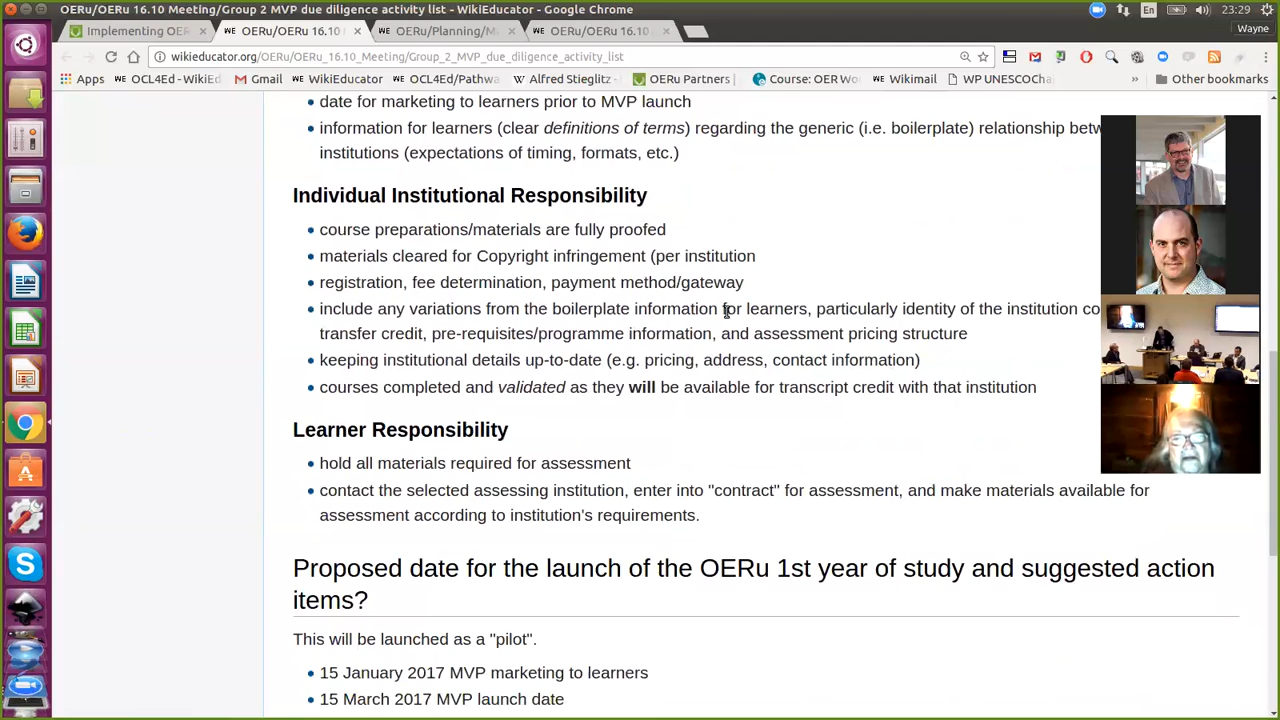 OERu/OERu 16.10 Meeting/Group 2 MVP due diligence activity list - WikiEducator - Google Chrome
En
23:29
Implementing OER
OERu/OERu 16.10
OERu/Planning/M
OERu/OERu 16.10
Wayne
wikieducator.org/OERu/OERu_16.10_Meeting/Group_2_MVP_due_diligence_activity_list
Apps
OCL4Ed - WikiEd
Gmail
WikiEducator
OCL4Ed/Pathwa
Alfred Stieglitz -
OERu Partners |
Course: OER Wo
Wikimail
WP UNESCOCha
»
Other bookmarks
date for marketing to learners prior to MVP launch
information for learners (clear definitions of terms) regarding the generic (i.e. boilerplate) relationship betw
institutions (expectations of timing, formats, etc.)
Individual Institutional Responsibility
course preparations/materials are fully proofed
materials cleared for Copyright infringement (per institution
registration, fee determination, payment method/gateway
include any variations from the boilerplate information for learners, particularly identity of the institution co
transfer credit, pre-requisites/programme information, and assessment pricing structure
keeping institutional details up-to-date (e.g. pricing, address, contact information)
courses completed and validated as they will be available for transcript credit with that institution
Learner Responsibility
hold all materials required for assessment
contact the selected assessing institution, enter into "contract" for assessment, and make materials available for
assessment according to institution's requirements.
Proposed date for the launch of the OERu 1st year of study and suggested action
items?
This will be launched as a "pilot".
15 January 2017 MVP marketing to learners
15 March 2017 MVP launch date